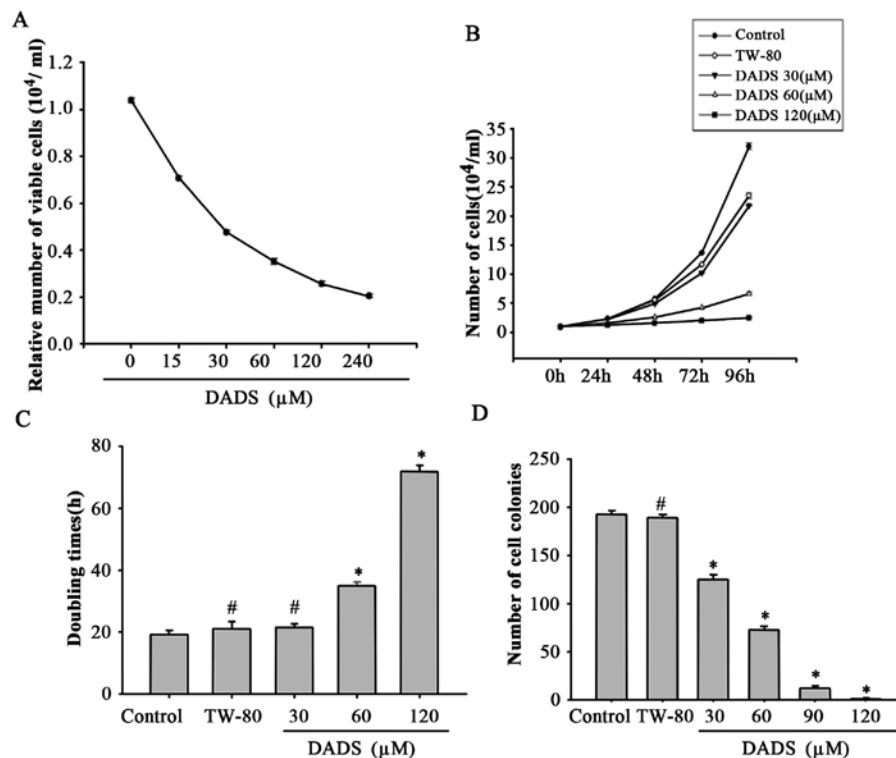 A
Relative mumber of viable cells (10⁴/ ml)
1.2
1.0
0.8
0.6
0.4
0.2
0.0
0 15 30 60 120 240
DADS (µM)
B
Control
TW-80
DADS 30(µM)
DADS 60(µM)
DADS 120(µM)
Number of cells(10⁴/ml)
35
30
25
20
15
10
5
0
0h 24h 48h 72h 96h
C
Doubling times(h)
80
60
40
20
0
# # * *
Control TW-80 30 60 120
DADS (µM)
D
Number of cell colonies
250
200
150
100
50
0
# * * * *
Control TW-80 30 60 90 120
DADS (µM)